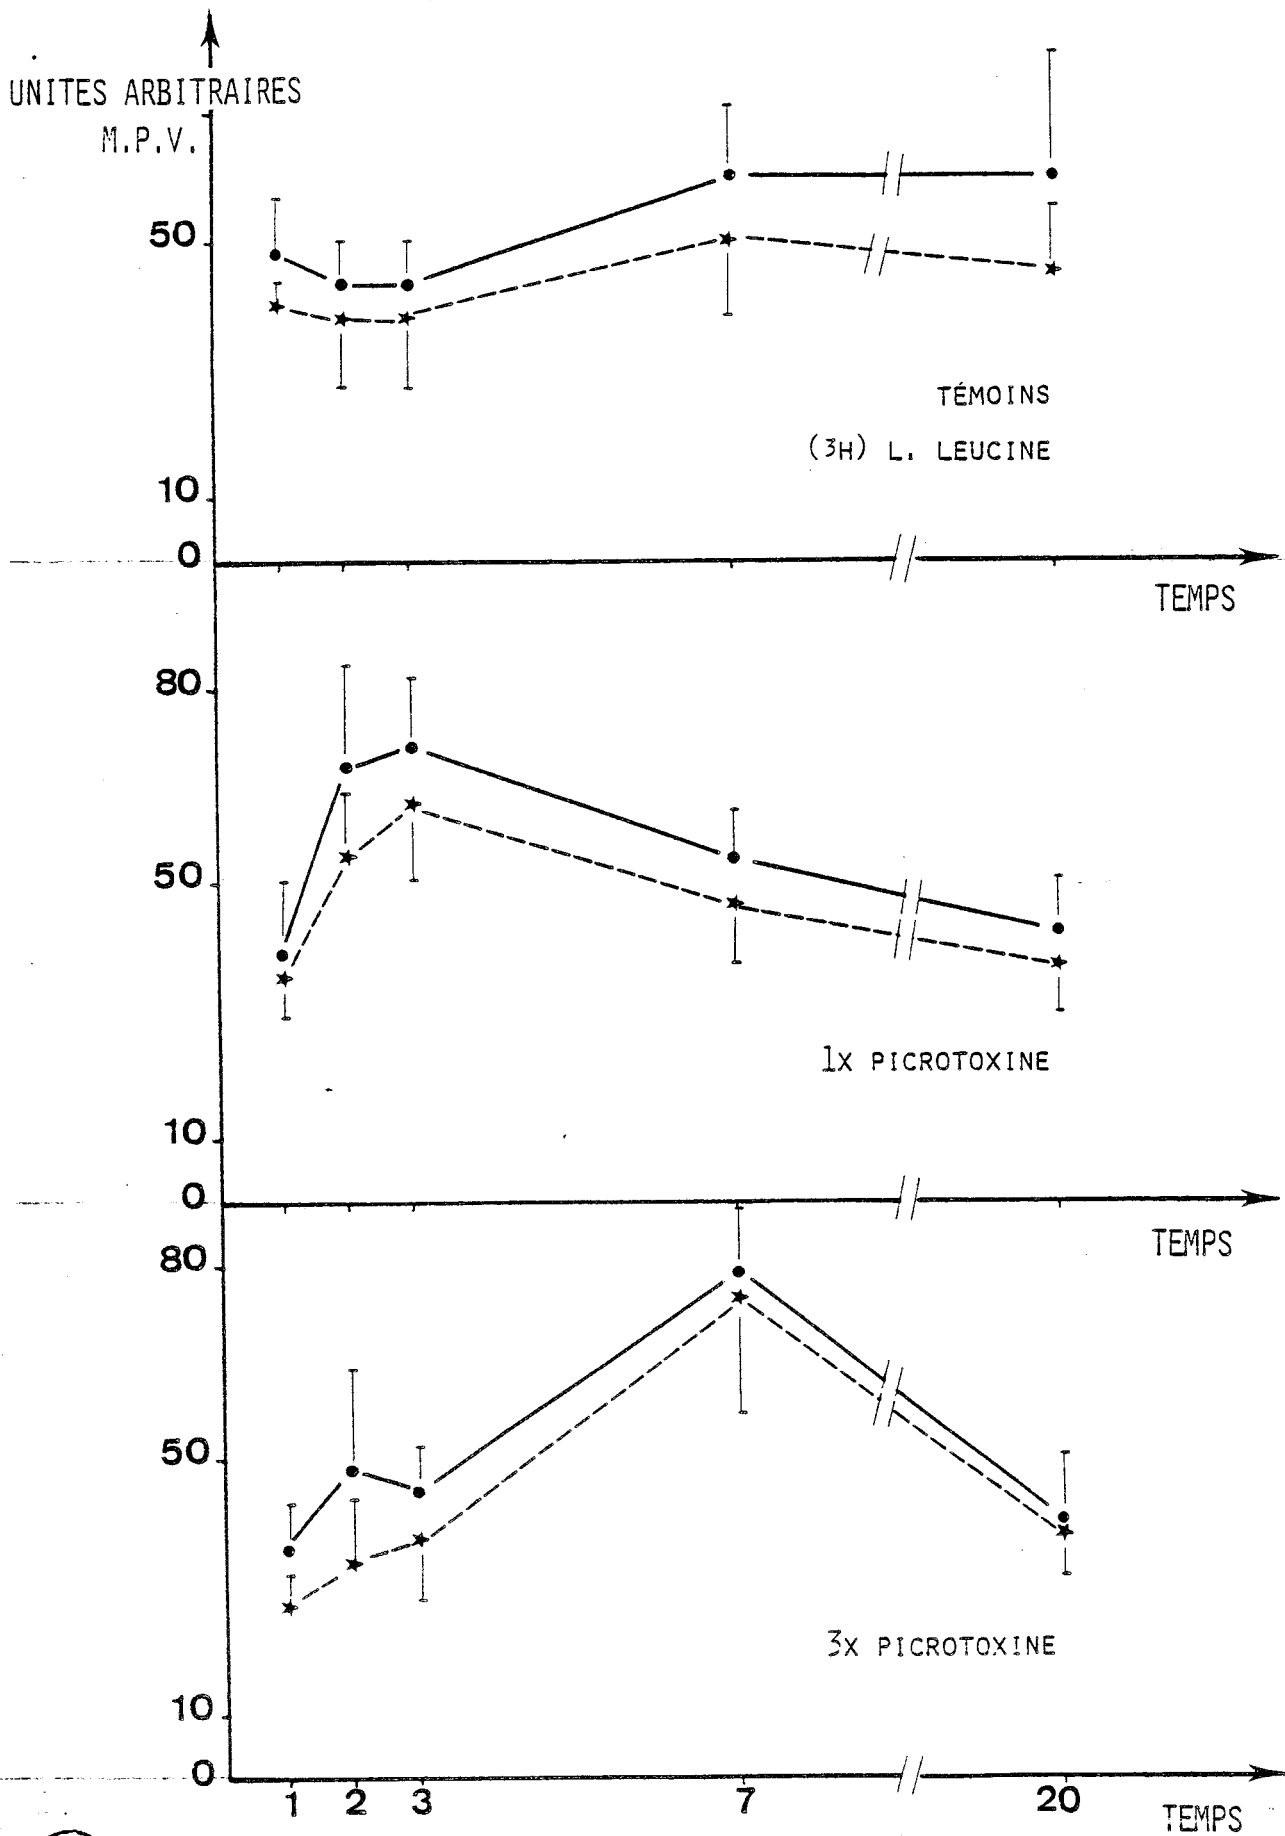 UNITES ARBITRAIRES
M.P.V.
50
TÉMOINS
(3H) L. LEUCINE
10
0
TEMPS
80
50
1X PICROTOXINE
10
0
TEMPS
80
50
3X PICROTOXINE
10
0
1 2 3 7 20
TEMPS